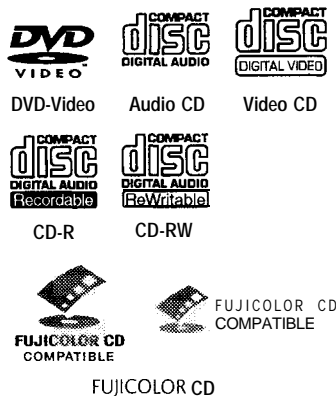 DVD
VIDEO
DVD-Video
COMPACT
disc
DIGITAL AUDIO
Audio CD
COMPACT
disc
DIGITAL VIDEO
Video CD
COMPACT
disc
DIGITAL AUDIO
Recordable
CD-R
COMPACT
disc
DIGITAL AUDIO
ReWritable
CD-RW
FUJICOLOR CD
COMPATIBLE
FUJICOLOR CD
COMPATIBLE
FUJICOLOR CD